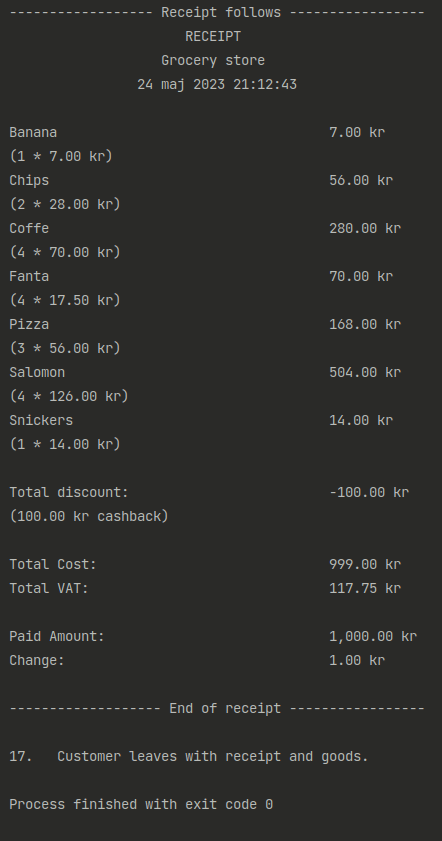 ------------------ Receipt follows -----------------
RECEIPT
Grocery store
24 maj 2023 21:12:43
Banana 7.00 kr
(1 * 7.00 kr)
Chips 56.00 kr
(2 * 28.00 kr)
Coffe 280.00 kr
(4 * 70.00 kr)
Fanta 70.00 kr
(4 * 17.50 kr)
Pizza 168.00 kr
(3 * 56.00 kr)
Salomon 504.00 kr
(4 * 126.00 kr)
Snickers 14.00 kr
(1 * 14.00 kr)
Total discount: -100.00 kr
(100.00 kr cashback)
Total Cost: 999.00 kr
Total VAT: 117.75 kr
Paid Amount: 1,000.00 kr
Change: 1.00 kr
------------------- End of receipt -----------------
17. Customer leaves with receipt and goods.
Process finished with exit code 0